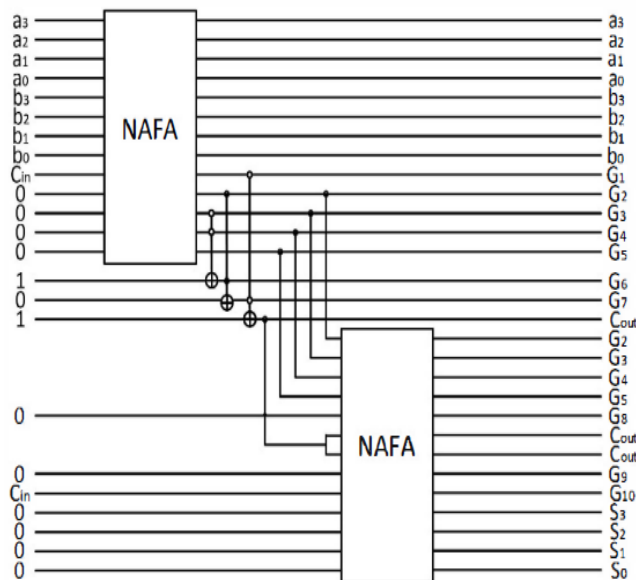 a₃ a₃
a₂ a₂
a₁ a₁
a₀ a₀
b₃ b₃
b₂ NAFA b₂
b₁ b₁
b₀ b₀
Cin G₁
0 G₂
0 G₃
0 G₄
0 G₅
1 G₆
0 G₇
1 Cout
G₂
G₃
G₄
G₅
0 G₈
Cout
NAFA Cout
0 G₉
Cin G₁₀
0 S₃
0 S₂
0 S₁
0 S₀